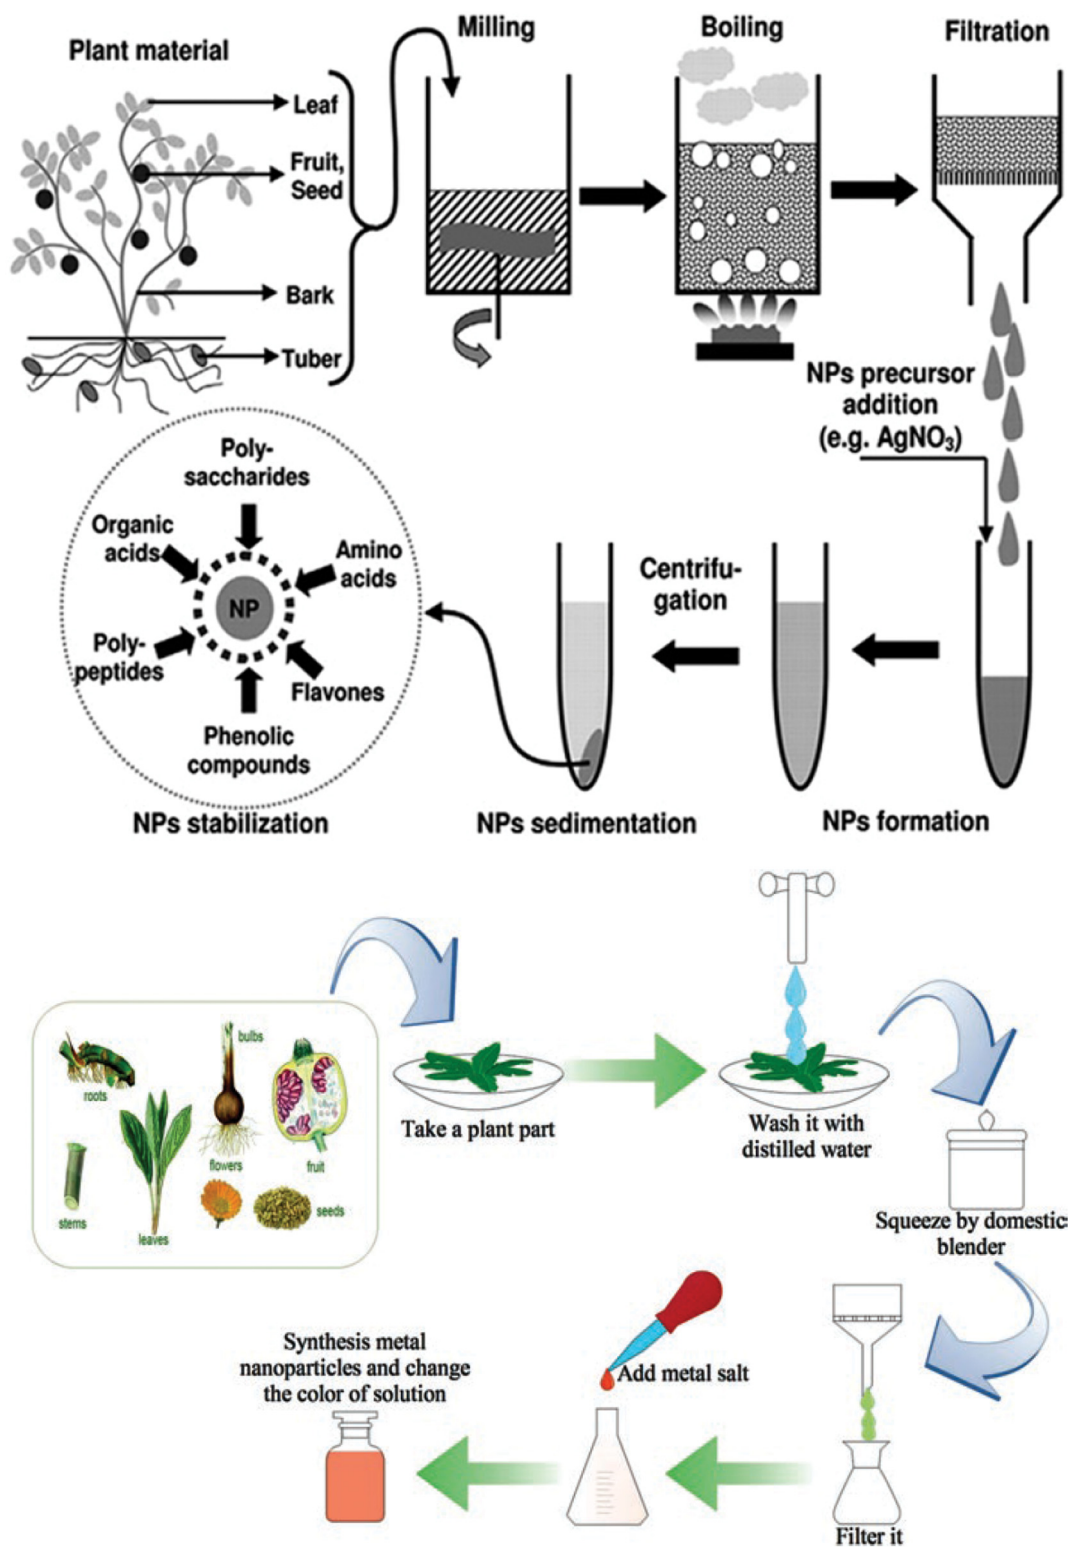 Plant material
Milling
Boiling
Filtration
Leaf
Fruit,
Seed
Bark
Tuber
NPs precursor
addition
(e.g. AgNO₃)
Poly-
saccharides
Organic
acids
Amino
acids
NP
Poly-
peptides
Flavones
Phenolic
compounds
Centrifu-
gation
NPs stabilization
NPs sedimentation
NPs formation
bulbs
roots
flowers
fruit
stems
leaves
seeds
Take a plant part
Wash it with
distilled water
Squeeze by domestic
blender
Filter it
Add metal salt
Synthesis metal
nanoparticles and change
the color of solution